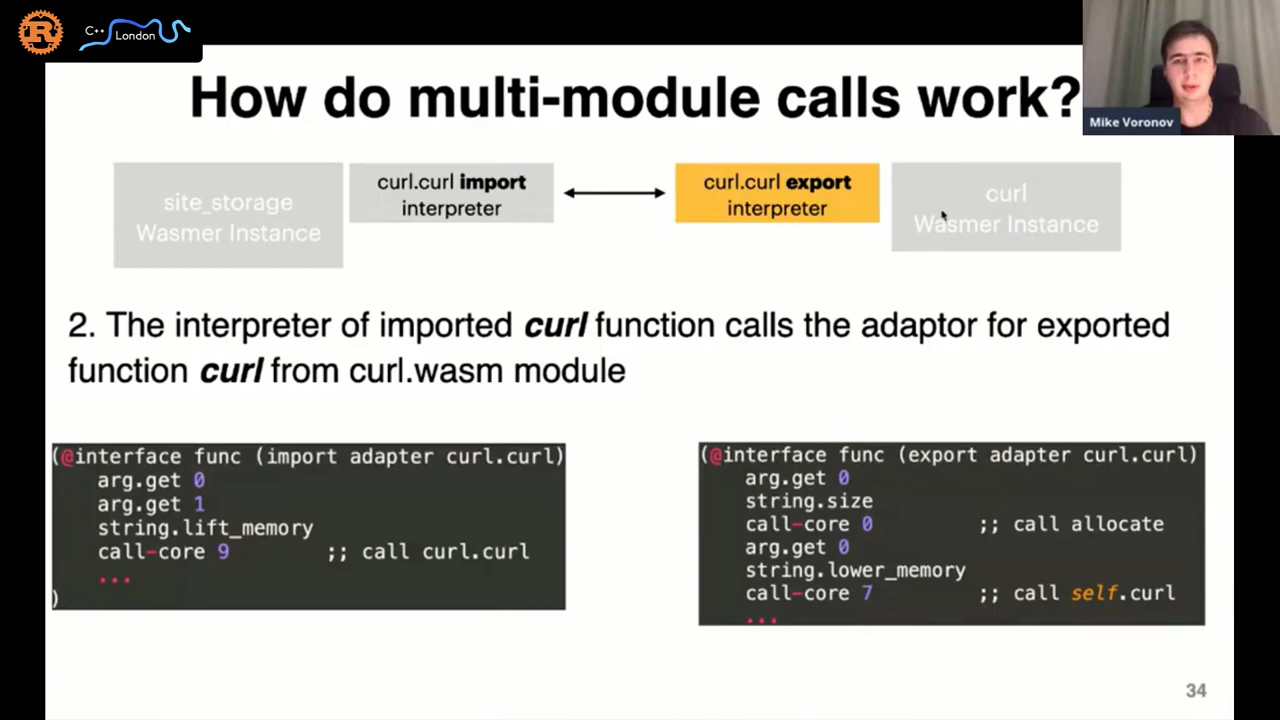 R
C++
London
How do multi-module calls work?
Mike Voronov
site_storage
Wasmer Instance
curl.curl import
interpreter
curl.curl export
interpreter
curl
Wasmer Instance
2. The interpreter of imported curl function calls the adaptor for exported
function curl from curl.wasm module
(@interface func (import adapter curl.curl)
arg.get 0
arg.get 1
string.lift_memory
call-core 9 ;; call curl.curl
...
)
(@interface func (export adapter curl.curl)
arg.get 0
string.size
call-core 0 ;; call allocate
arg.get 0
string.lower_memory
call-core 7 ;; call self.curl
...
34